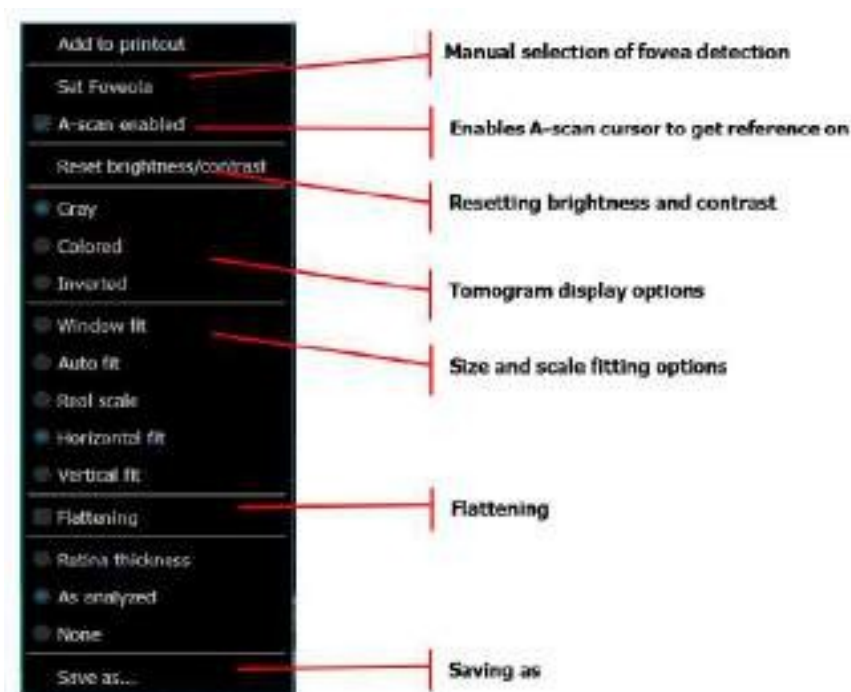 Add to printout
Set Foveola
A-scan enabled
Reset brightness/contrast
Gray
Colored
Inverted
Window fit
Auto fit
Real scale
Horizontal fit
Vertical fit
Flattening
Retina thickness
As analyzed
None
Save as...
Manual selection of fovea detection
Enables A-scan cursor to get reference on
Resetting brightness and contrast
Tomogram display options
Size and scale fitting options
Flattening
Saving as